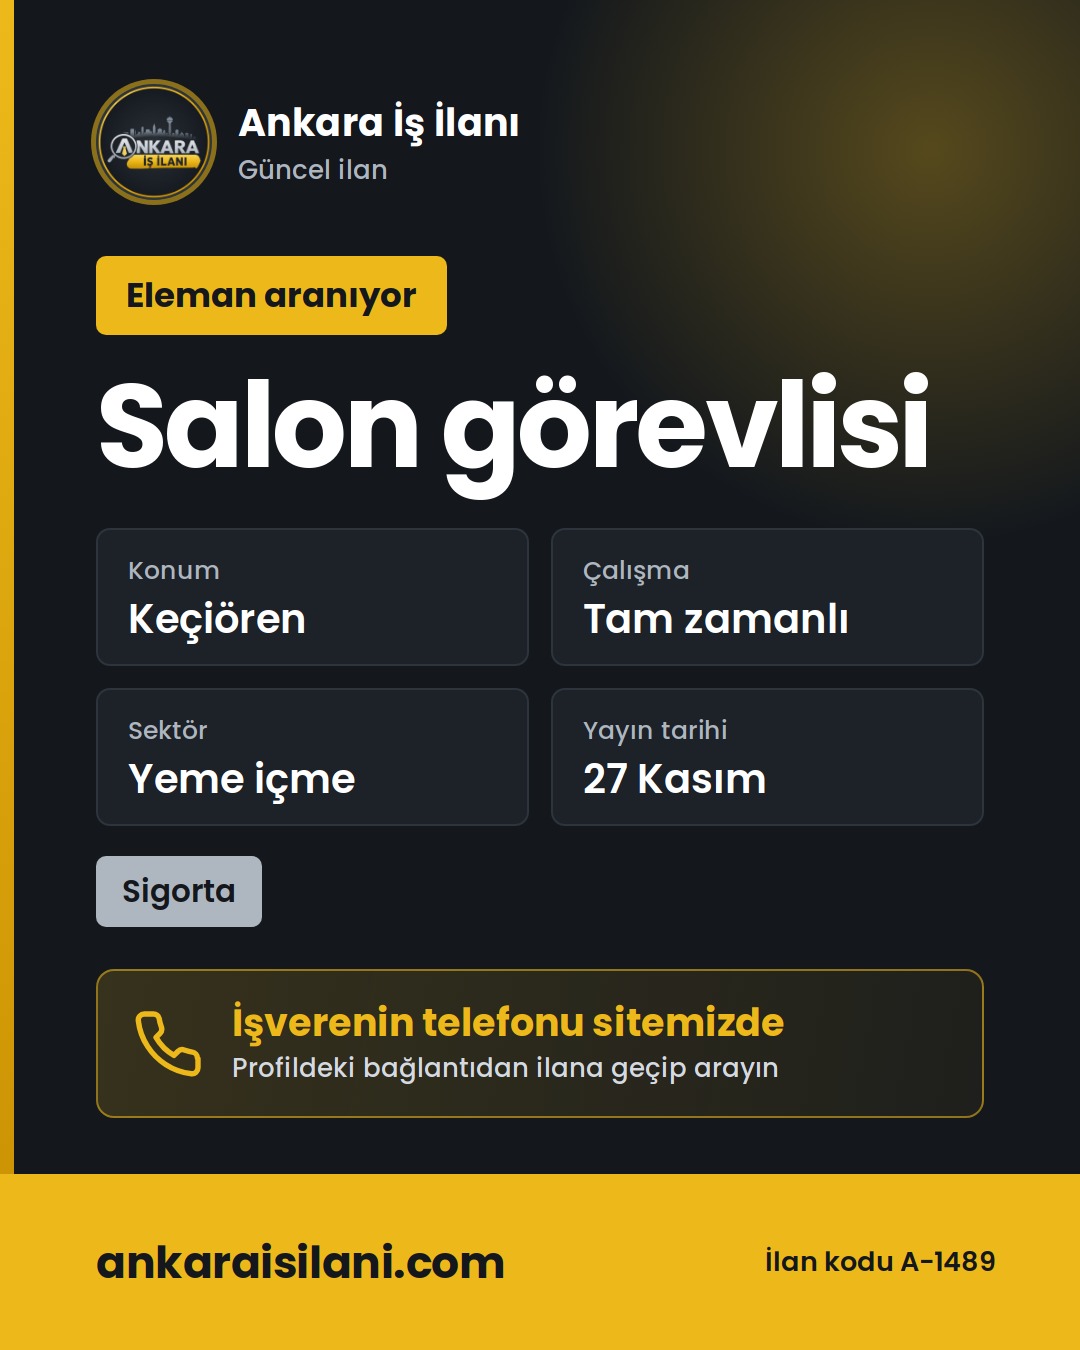 ANKARA
İŞ İLANI
Ankara İş İlanı
Güncel ilan
Eleman aranıyor
Salon görevlisi
Konum
Keçiören
Çalışma
Tam zamanlı
Sektör
Yeme içme
Yayın tarihi
27 Kasım
Sigorta
İşverenin telefonu sitemizde
Profildeki bağlantıdan ilana geçip arayın
ankaraisilani.com
İlan kodu A-1489